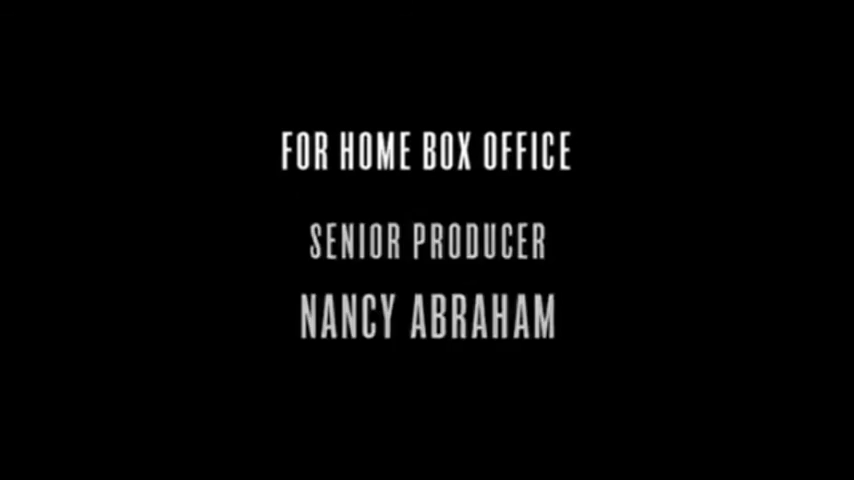 FOR HOME BOX OFFICE
SENIOR PRODUCER
NANCY ABRAHAM